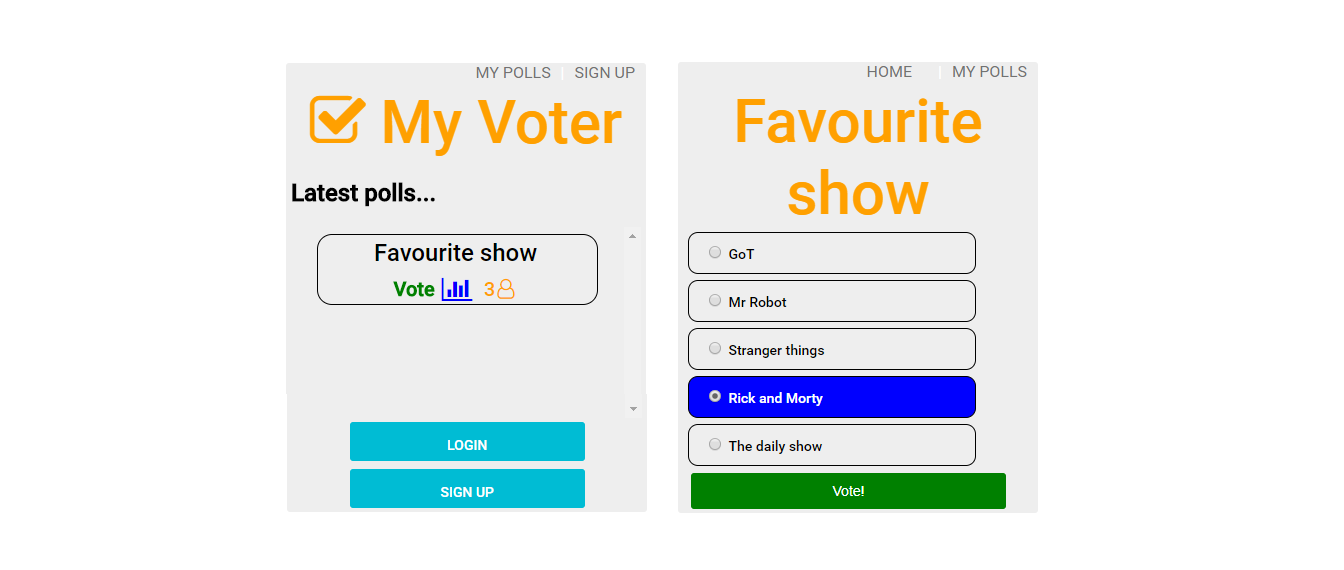 MY POLLS | SIGN UP
My Voter
Latest polls...
Favourite show
Vote 3
LOGIN
SIGN UP
HOME | MY POLLS
Favourite
show
GoT
Mr Robot
Stranger things
Rick and Morty
The daily show
Vote!